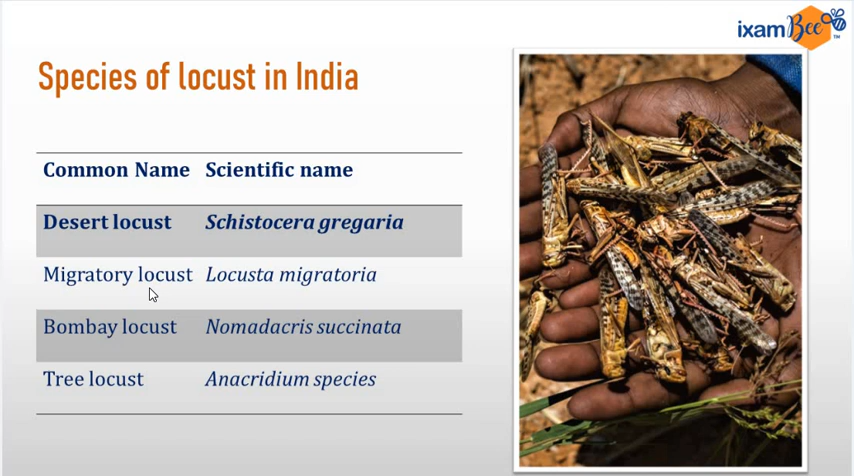 ixamBee™
Species of locust in India
Common Name Scientific name
Desert locust Schistocera gregaria
Migratory locust Locusta migratoria
Bombay locust Nomadacris succinata
Tree locust Anacridium species